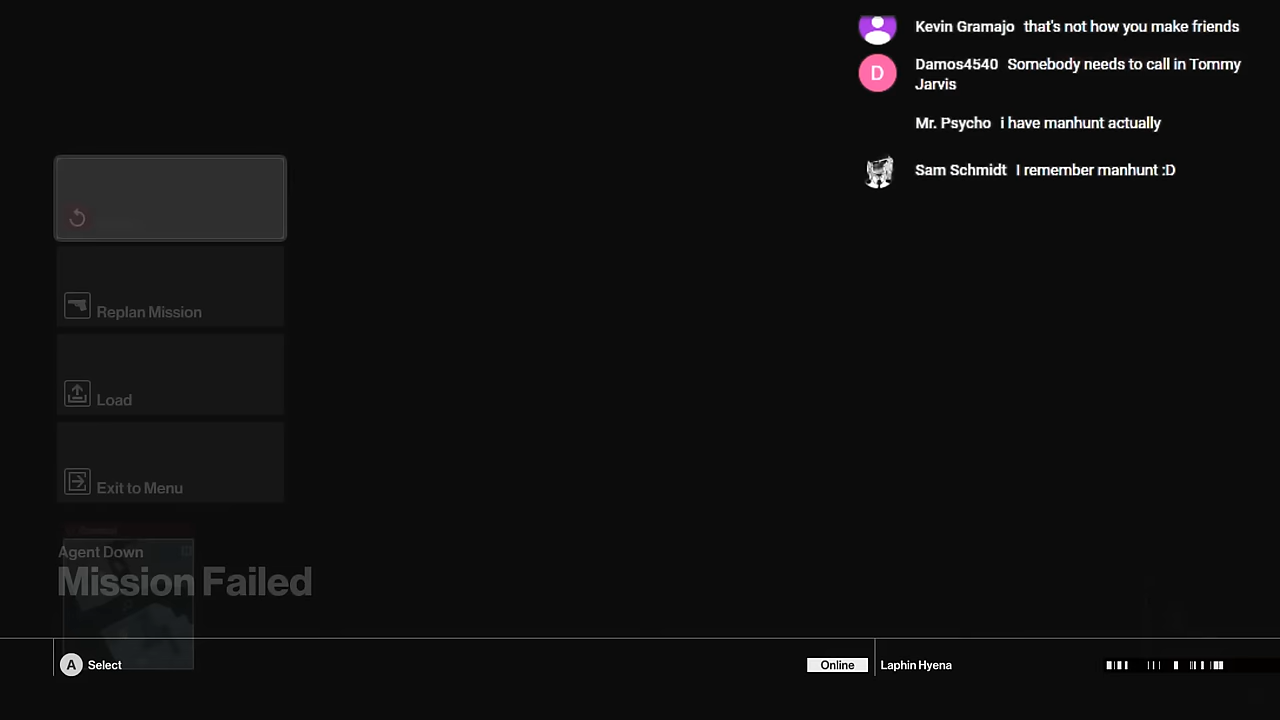 Kevin Gramajo that's not how you make friends
D
Damos4540 Somebody needs to call in Tommy
Jarvis
Mr. Psycho i have manhunt actually
Sam Schmidt I remember manhunt :D
Replan Mission
Load
Exit to Menu
Agent Down
Mission Failed
A Select
Online
Laphin Hyena